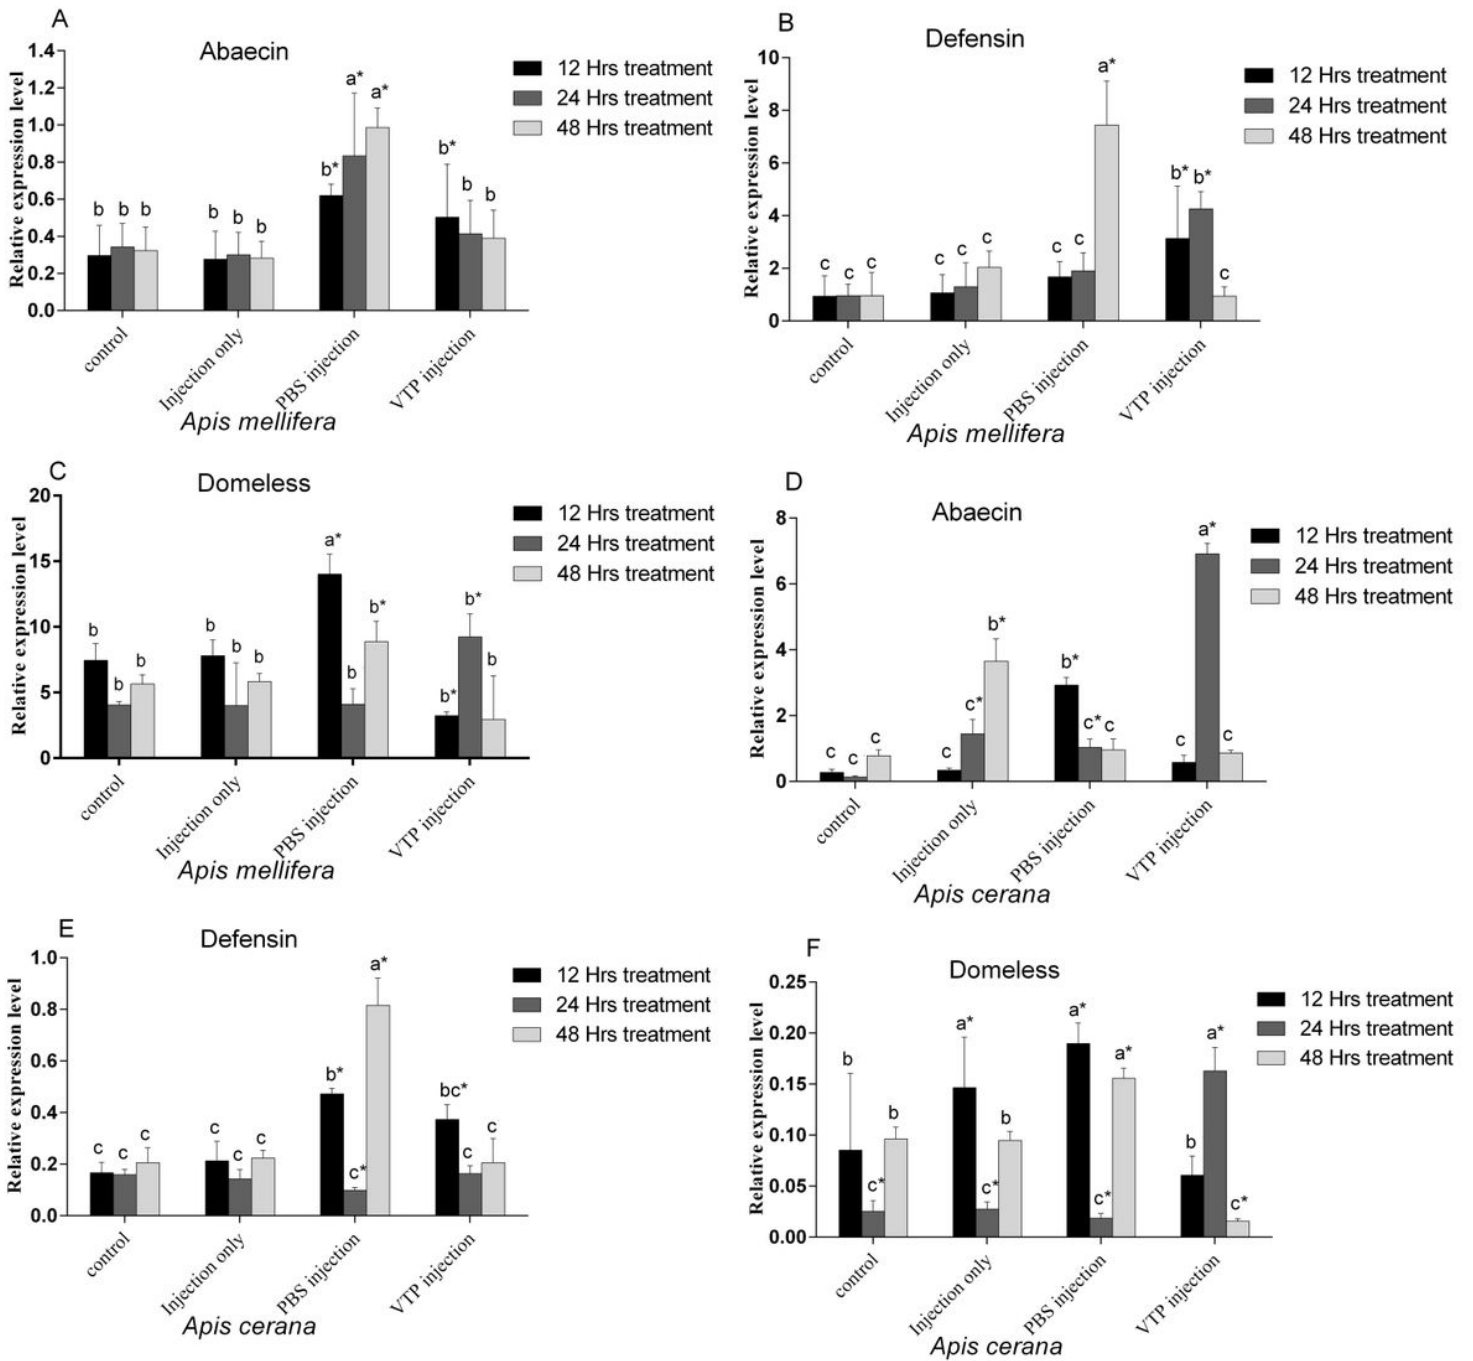 A
Abaecin
Relative expression level
1.4
1.2
1.0
0.8
0.6
0.4
0.2
0.0
b b b
b b b
b* a* a*
b* b b
12 Hrs treatment
24 Hrs treatment
48 Hrs treatment
control
Injection only
PBS injection
VTP injection
Apis mellifera
B
Defensin
Relative expression level
10
8
6
4
2
0
c c c
c c c
c c a*
b* b* c
12 Hrs treatment
24 Hrs treatment
48 Hrs treatment
control
Injection only
PBS injection
VTP injection
Apis mellifera
C
Domeless
Relative expression level
20
15
10
5
0
b b b
b b b
a* b b*
b* b* b
12 Hrs treatment
24 Hrs treatment
48 Hrs treatment
control
Injection only
PBS injection
VTP injection
Apis mellifera
D
Abaecin
Relative expression level
8
6
4
2
0
c c c
c c* b*
b* c* c
c a* c
12 Hrs treatment
24 Hrs treatment
48 Hrs treatment
control
Injection only
PBS injection
VTP injection
Apis cerana
E
Defensin
Relative expression level
1.0
0.8
0.6
0.4
0.2
0.0
c c c
c c c
b* c* a*
bc* c c
12 Hrs treatment
24 Hrs treatment
48 Hrs treatment
control
Injection only
PBS injection
VTP injection
Apis cerana
F
Domeless
Relative expression level
0.25
0.20
0.15
0.10
0.05
0.00
b c* b
a* c* b
a* c* a*
b a* c*
12 Hrs treatment
24 Hrs treatment
48 Hrs treatment
control
Injection only
PBS injection
VTP injection
Apis cerana